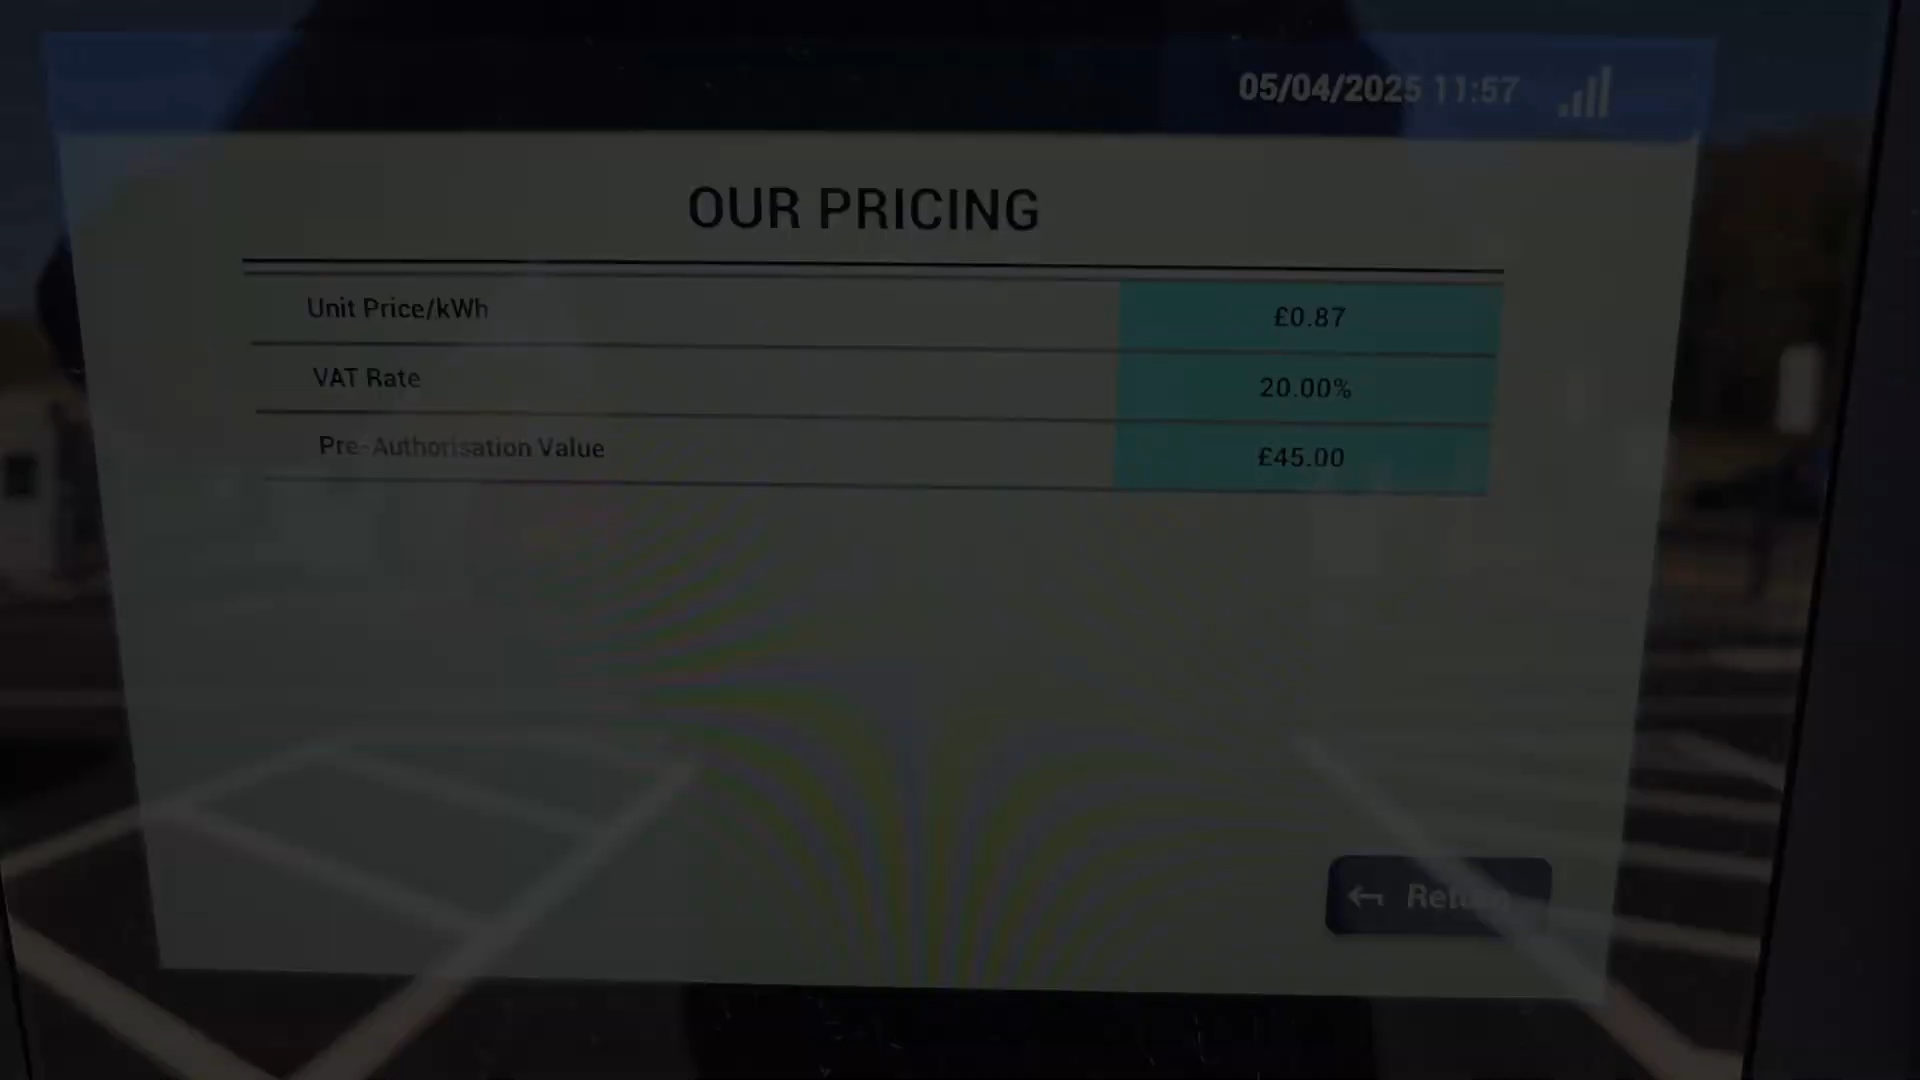 05/04/2025 11:57
OUR PRICING
Unit Price/kWh £0.87
VAT Rate 20.00%
Pre-Authorisation Value £45.00
Return